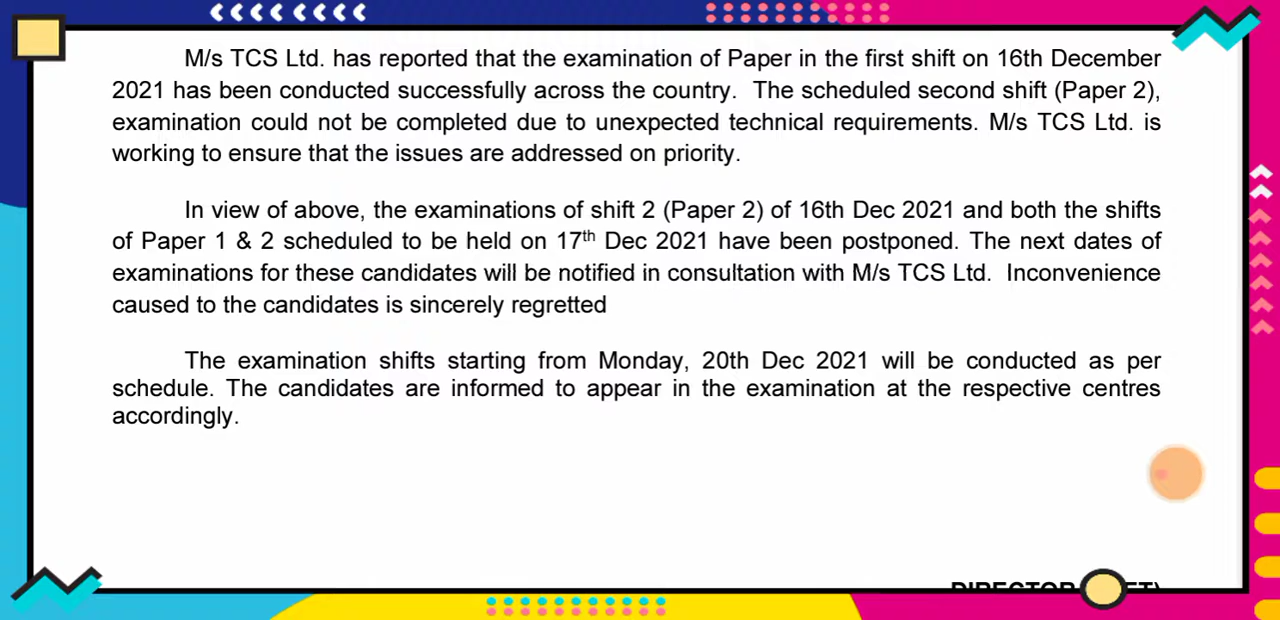 M/s TCS Ltd. has reported that the examination of Paper in the first shift on 16th December
2021 has been conducted successfully across the country. The scheduled second shift (Paper 2),
examination could not be completed due to unexpected technical requirements. M/s TCS Ltd. is
working to ensure that the issues are addressed on priority.
In view of above, the examinations of shift 2 (Paper 2) of 16th Dec 2021 and both the shifts
of Paper 1 & 2 scheduled to be held on 17th Dec 2021 have been postponed. The next dates of
examinations for these candidates will be notified in consultation with M/s TCS Ltd. Inconvenience
caused to the candidates is sincerely regretted
The examination shifts starting from Monday, 20th Dec 2021 will be conducted as per
schedule. The candidates are informed to appear in the examination at the respective centres
accordingly.
DIRECTOR